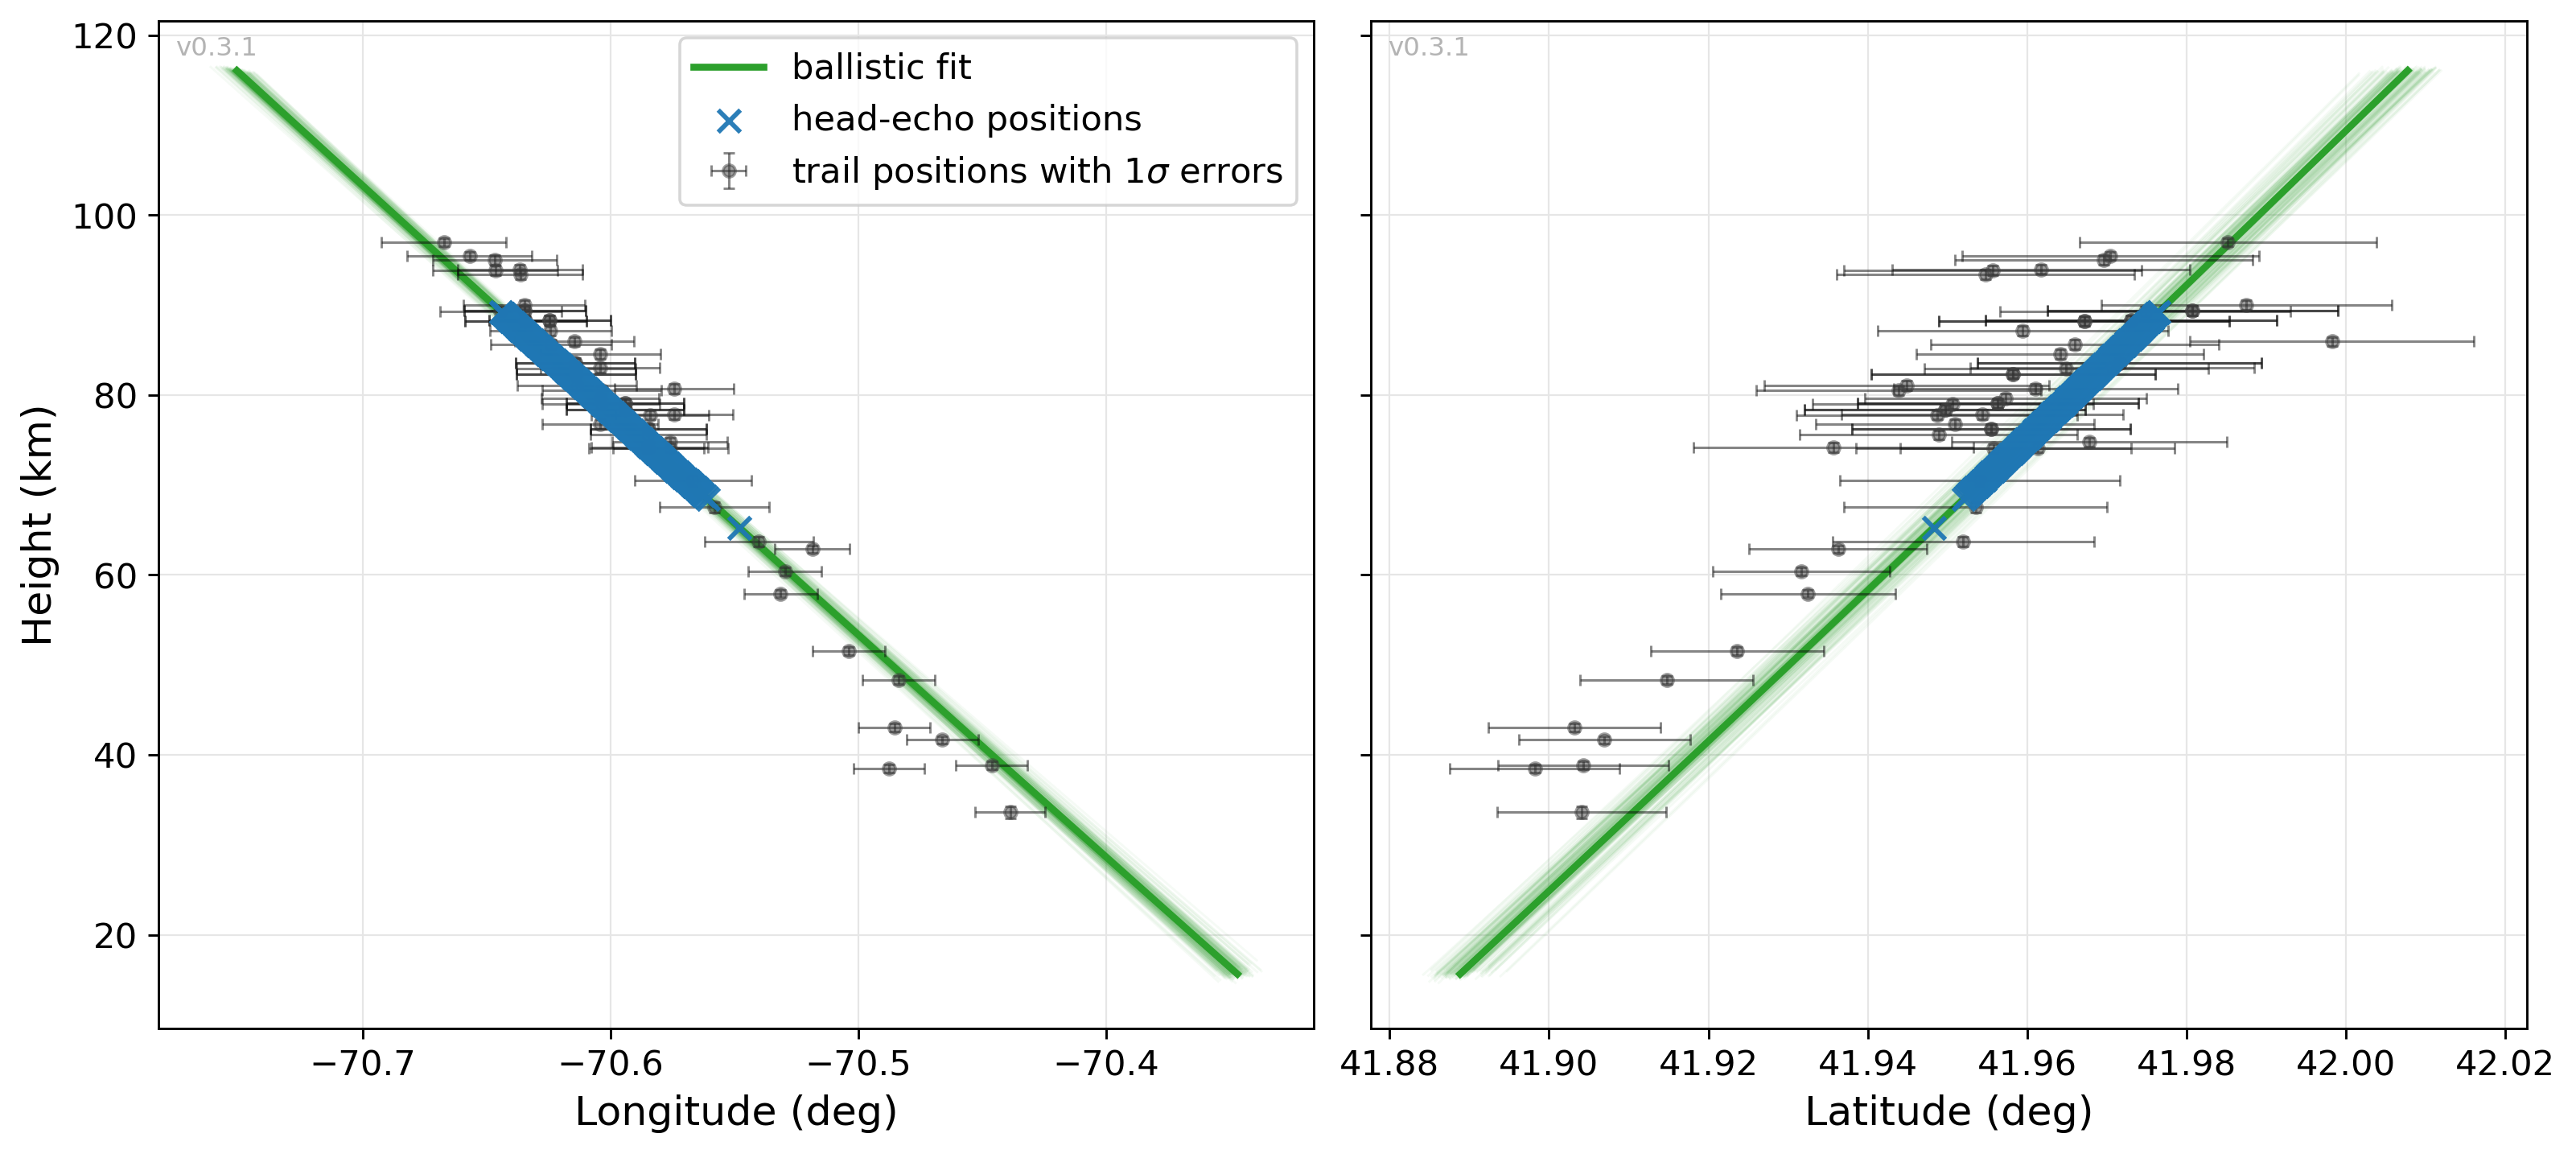 v0.3.1
ballistic fit
head-echo positions
trail positions with 1σ errors
120
100
80
60
40
20
Height (km)
−70.7 −70.6 −70.5 −70.4
Longitude (deg)
v0.3.1
41.88 41.90 41.92 41.94 41.96 41.98 42.00 42.02
Latitude (deg)